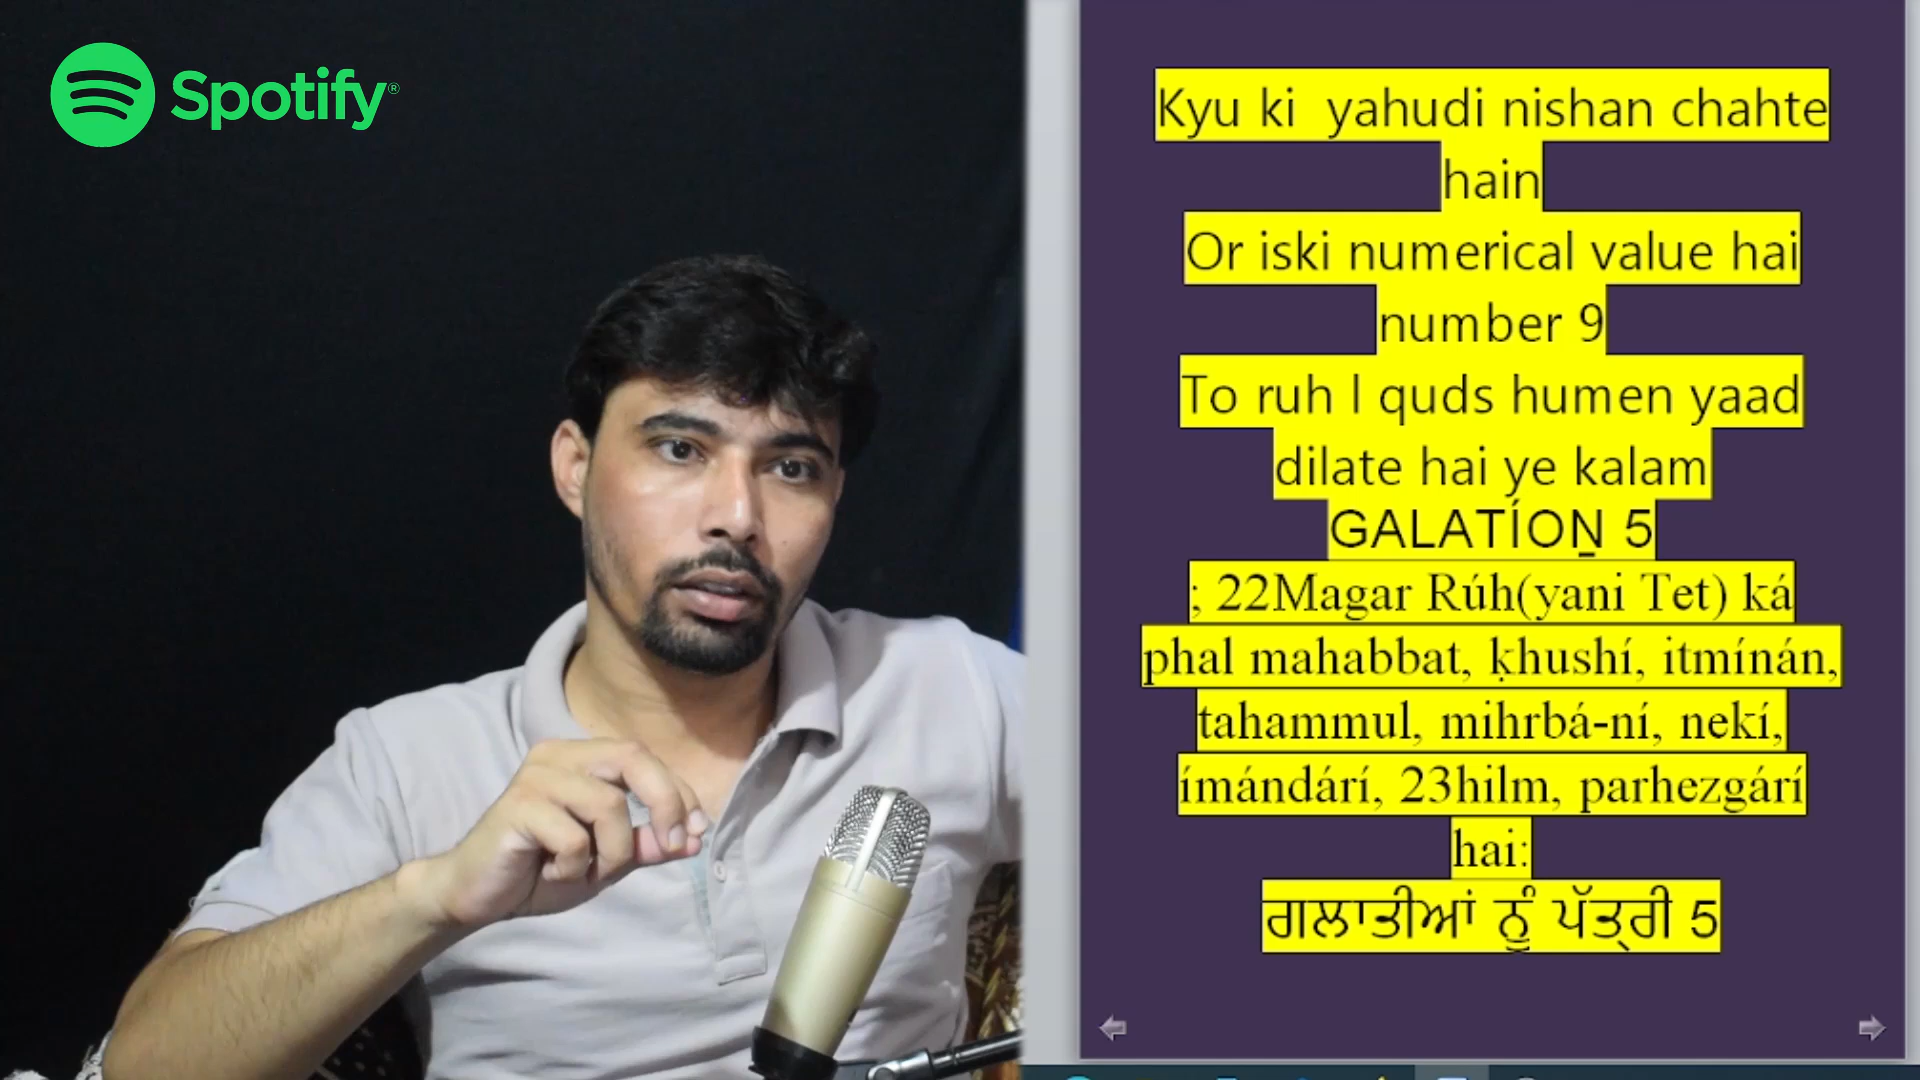 Spotify®
Kyu ki yahudi nishan chahte
hain
Or iski numerical value hai
number 9
To ruh l quds humen yaad
dilate hai ye kalam
GALATÍOṈ 5
; 22Magar Rúh(yani Tet) ká
phal mahabbat, ḳhushí, itmínán,
tahammul, mihrbá-ní, nekí,
ímándárí, 23hilm, parhezgárí
hai:
ਗਲਾਤੀਆਂ ਨੂੰ ਪੱਤ੍ਰੀ 5